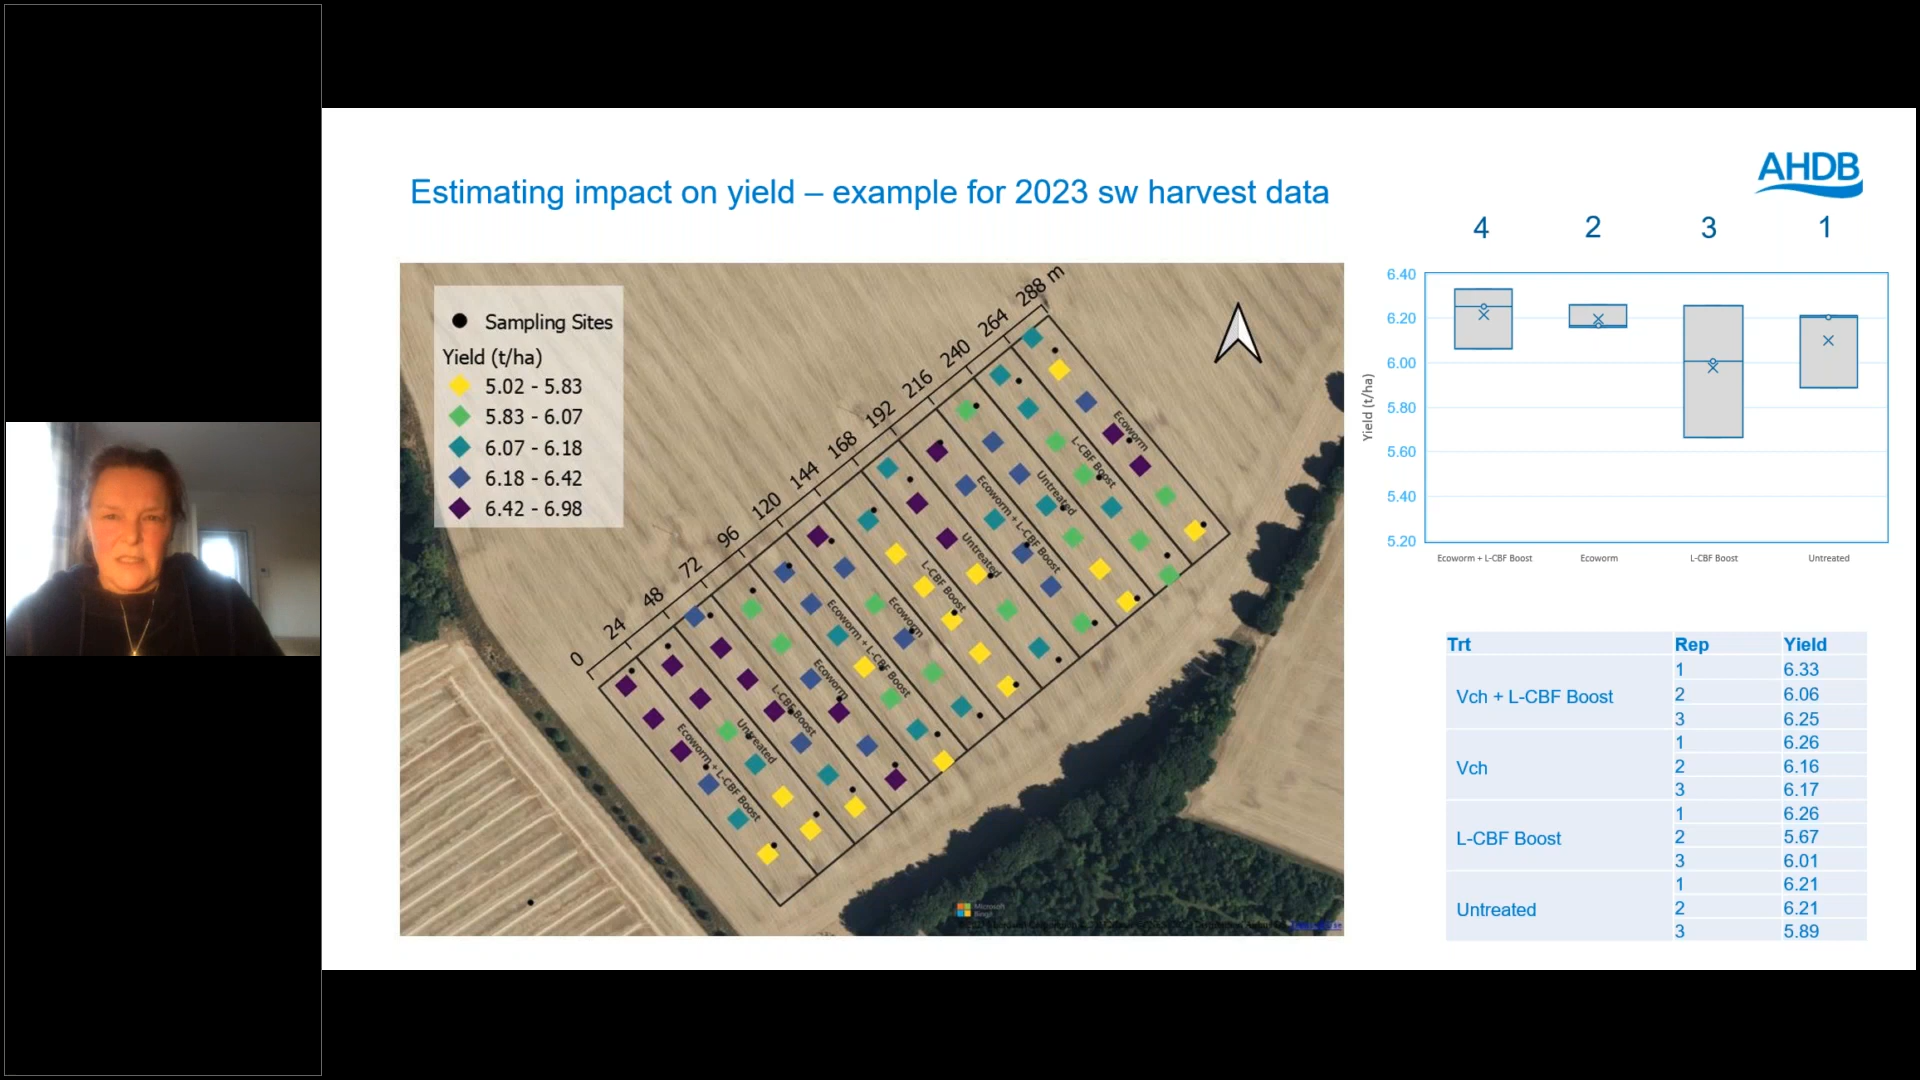 Estimating impact on yield – example for 2023 sw harvest data
AHDB
4 2 3 1
Sampling Sites
Yield (t/ha)
5.02 - 5.83
5.83 - 6.07
6.07 - 6.18
6.18 - 6.42
6.42 - 6.98
0
24
48
72
96
120
144
168
192
216
240
264
288 m
Ecoworm + L-CBF Boost
Untreated
L-CBF Boost
Ecoworm
Ecoworm + L-CBF Boost
Ecoworm
L-CBF Boost
Untreated
Ecoworm + L-CBF Boost
Untreated
L-CBF Boost
Ecoworm
Microsoft
6.40
6.20
6.00
5.80
5.60
5.40
5.20
Yield (t/ha)
Ecoworm + L-CBF Boost Ecoworm L-CBF Boost Untreated
Trt Rep Yield
Vch + L-CBF Boost
1 6.33
2 6.06
3 6.25
Vch
1 6.26
2 6.16
3 6.17
L-CBF Boost
1 6.26
2 5.67
3 6.01
Untreated
1 6.21
2 6.21
3 5.89